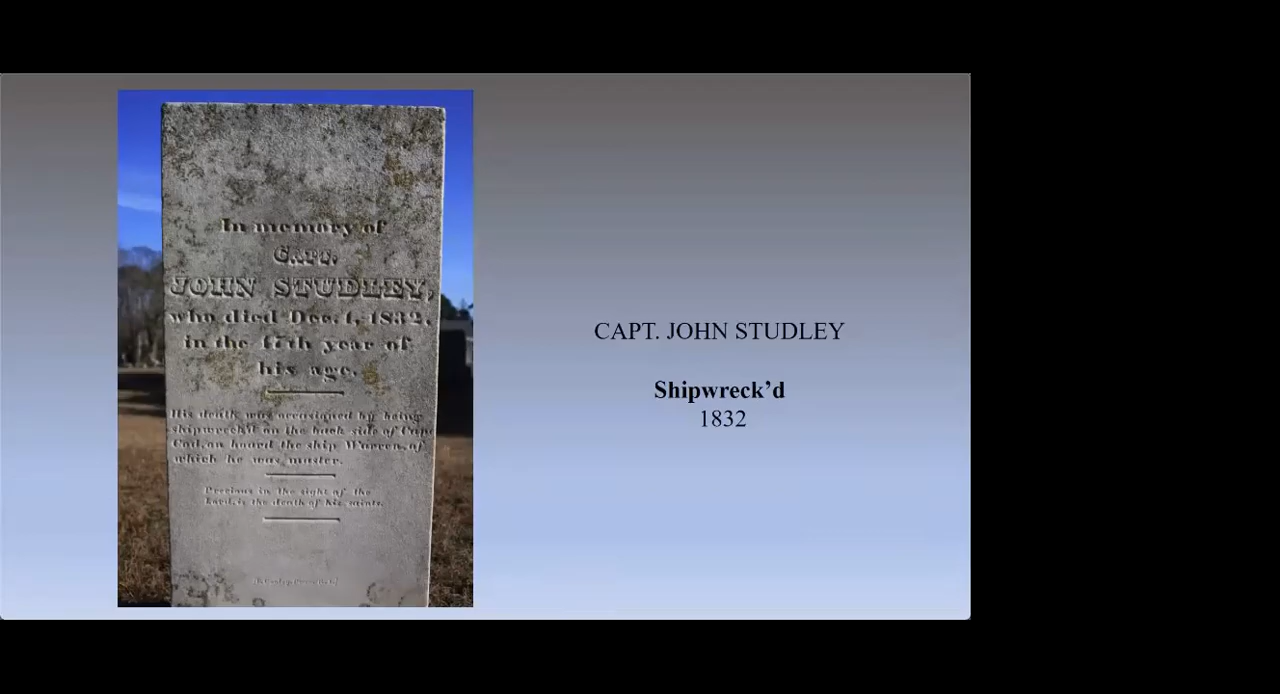 In memory of
CAPT.
JOHN STUDLEY,
who died Dec. 1, 1832,
in the 47th year of
his age.
His death was occasioned by being
shipwreck'd on the back side of Cape
Cod, on board the ship Warren, of
which he was master.
Precious in the sight of the
Lord, is the death of his saints.
CAPT. JOHN STUDLEY
Shipwreck’d
1832